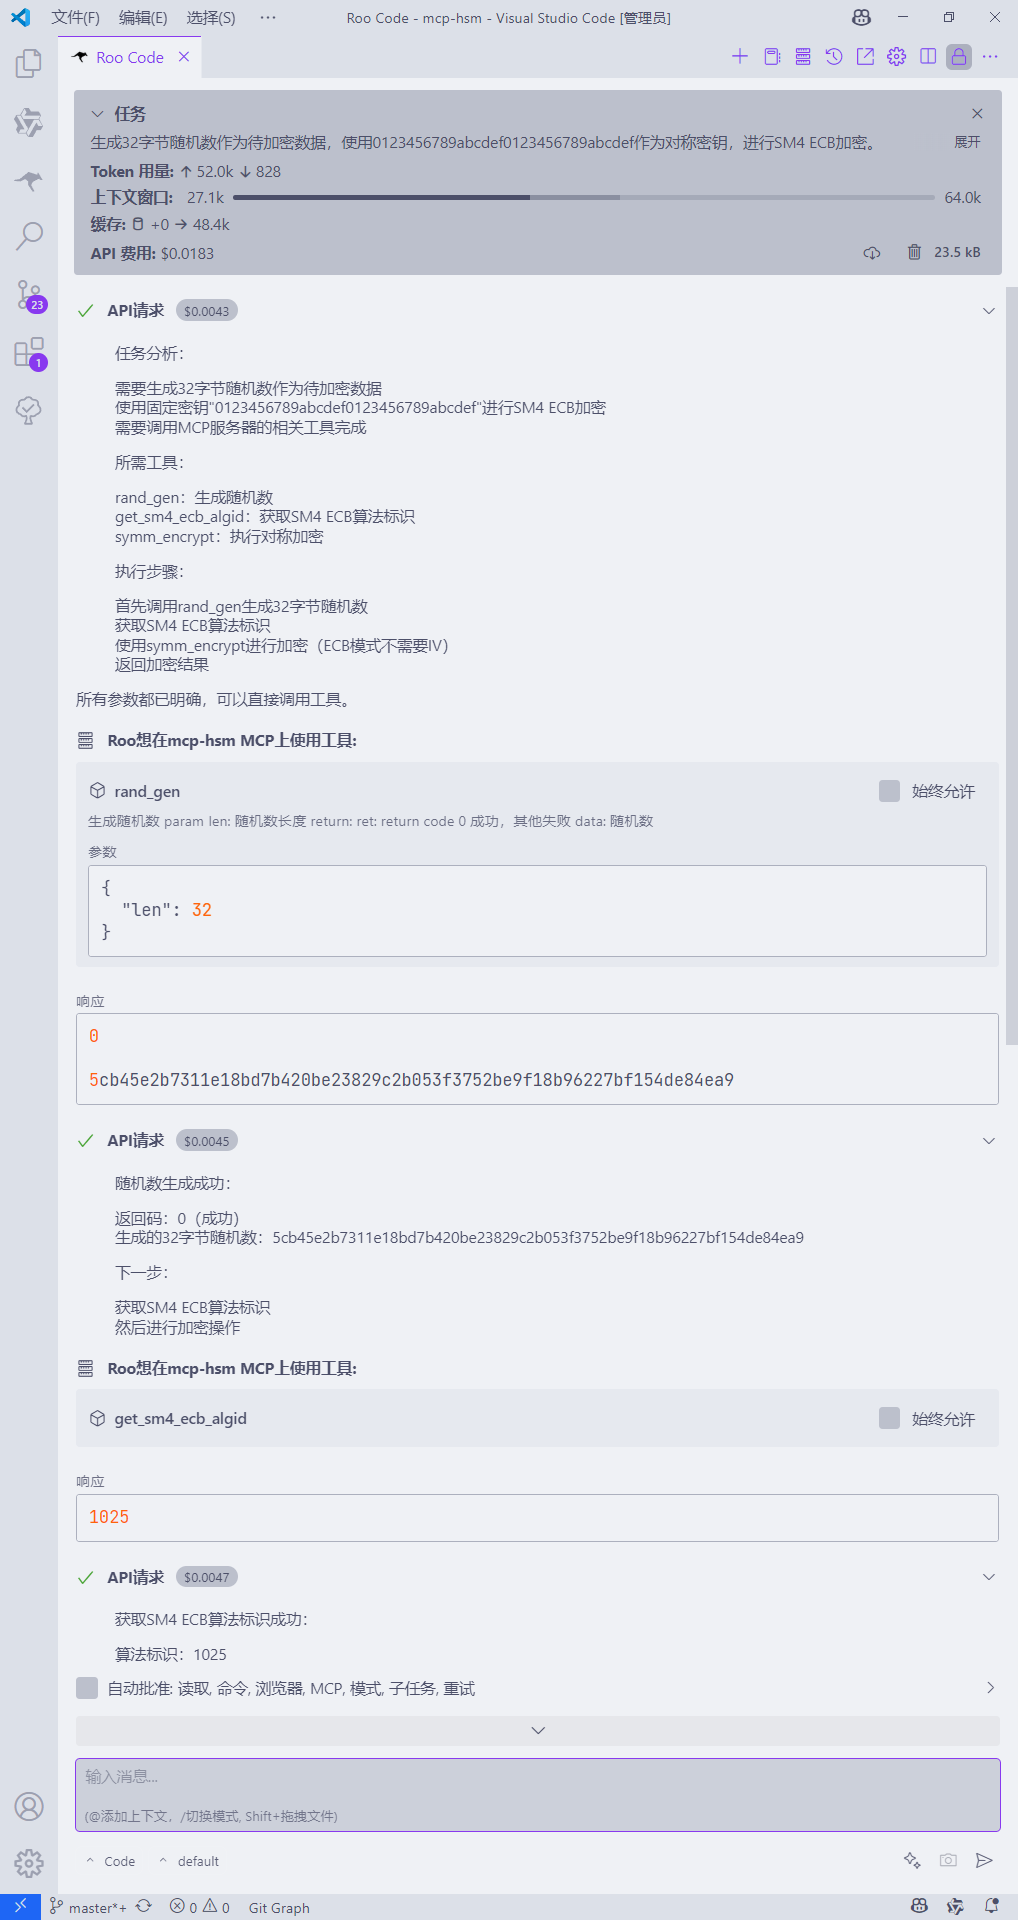 文件(F) 编辑(E) 选择(S) ··· Roo Code - mcp-hsm - Visual Studio Code [管理员]
Roo Code
任务
生成32字节随机数作为待加密数据，使用0123456789abcdef0123456789abcdef作为对称密钥，进行SM4 ECB加密。 展开
Token 用量: ↑ 52.0k ↓ 828
上下文窗口: 27.1k 64.0k
缓存: +0 → 48.4k
API 费用: $0.0183 23.5 kB
API请求 $0.0043
任务分析：
需要生成32字节随机数作为待加密数据
使用固定密钥"0123456789abcdef0123456789abcdef"进行SM4 ECB加密
需要调用MCP服务器的相关工具完成
所需工具：
rand_gen：生成随机数
get_sm4_ecb_algid：获取SM4 ECB算法标识
symm_encrypt：执行对称加密
执行步骤：
首先调用rand_gen生成32字节随机数
获取SM4 ECB算法标识
使用symm_encrypt进行加密（ECB模式不需要IV）
返回加密结果
所有参数都已明确，可以直接调用工具。
Roo想在mcp-hsm MCP上使用工具:
rand_gen 始终允许
生成随机数 param len: 随机数长度 return: ret: return code 0 成功，其他失败 data: 随机数
参数
{
"len": 32
}
响应
0
5cb45e2b7311e18bd7b420be23829c2b053f3752be9f18b96227bf154de84ea9
API请求 $0.0045
随机数生成成功：
返回码：0（成功）
生成的32字节随机数：5cb45e2b7311e18bd7b420be23829c2b053f3752be9f18b96227bf154de84ea9
下一步：
获取SM4 ECB算法标识
然后进行加密操作
Roo想在mcp-hsm MCP上使用工具:
get_sm4_ecb_algid 始终允许
响应
1025
API请求 $0.0047
获取SM4 ECB算法标识成功：
算法标识：1025
自动批准: 读取, 命令, 浏览器, MCP, 模式, 子任务, 重试
输入消息...
(@添加上下文，/切换模式, Shift+拖拽文件)
Code default
23
1
master*+ 0 0 Git Graph